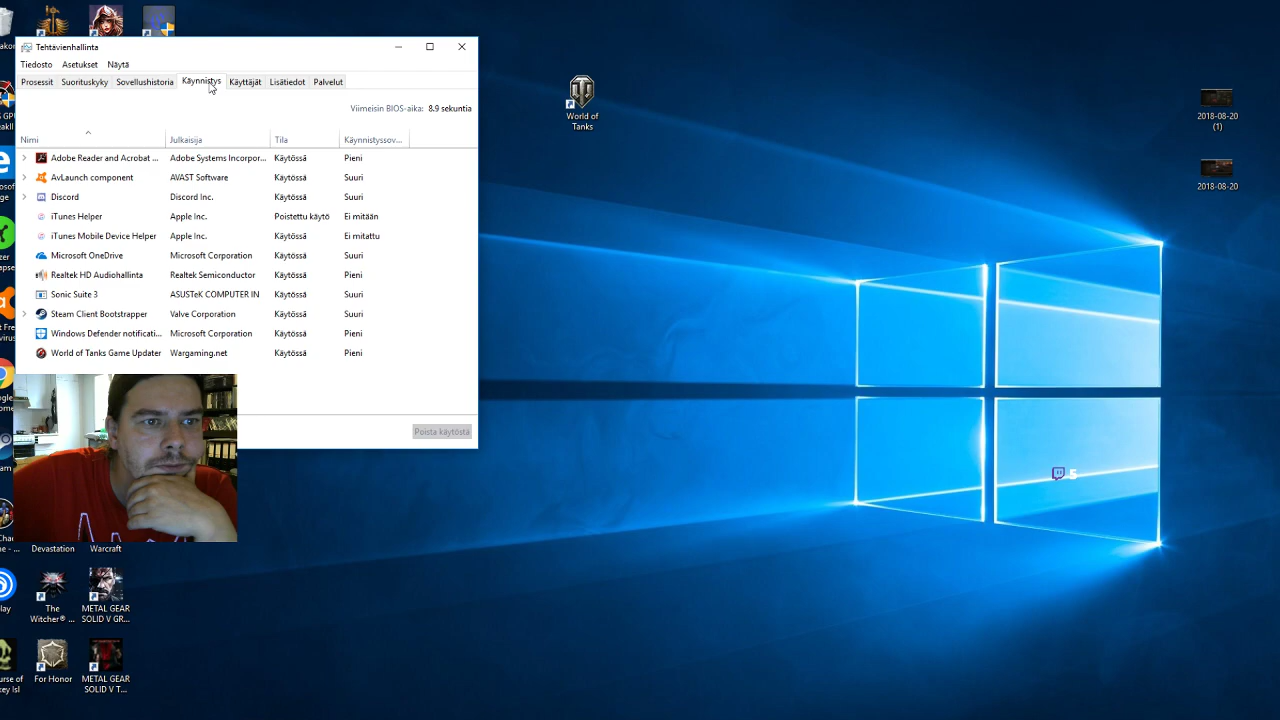 Tehtävienhallinta
Tiedosto Asetukset Näytä
Prosessit Suorituskyky Sovellushistoria Käynnistys Käyttäjät Lisätiedot Palvelut
Viimeisin BIOS-aika: 8.9 sekuntia
Nimi Julkaisija Tila Käynnistyssov...
Adobe Reader and Acrobat ... Adobe Systems Incorpor... Käytössä Pieni
AvLaunch component AVAST Software Käytössä Suuri
Discord Discord Inc. Käytössä Suuri
iTunes Helper Apple Inc. Poistettu käytö Ei mitään
iTunes Mobile Device Helper Apple Inc. Käytössä Ei mitattu
Microsoft OneDrive Microsoft Corporation Käytössä Suuri
Realtek HD Audiohallinta Realtek Semiconductor Käytössä Pieni
Sonic Suite 3 ASUSTeK COMPUTER IN Käytössä Suuri
Steam Client Bootstrapper Valve Corporation Käytössä Suuri
Windows Defender notificati... Microsoft Corporation Käytössä Pieni
World of Tanks Game Updater Wargaming.net Käytössä Pieni
Poista käytöstä
World of
Tanks
2018-08-20
(1)
2018-08-20
5
Devastation
Warcraft
The
Witcher® ...
METAL GEAR
SOLID V GR...
For Honor
METAL GEAR
SOLID V T...